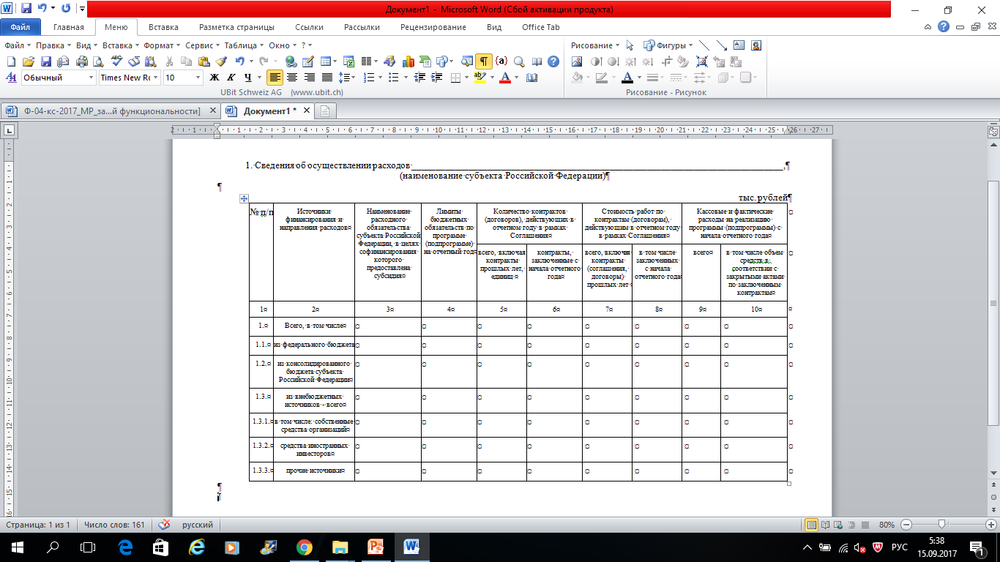 Документ1 - Microsoft Word (Сбой активации продукта)
Файл Главная Меню Вставка Разметка страницы Ссылки Рассылки Рецензирование Вид Office Tab
Файл Правка Вид Вставка Формат Сервис Таблица Окно ? Рисование Фигуры
Обычный Times New Ro 10 Ж К Ч
UBit Schweiz AG (www.ubit.ch) Рисование - Рисунок
Ф-04-кс-2017_МР_за...й функциональности] Документ1 *
2 1 1 2 3 4 5 6 7 8 9 10 11 12 13 14 15 16 17 18 19 20 21 22 23 24 25 26 27
1. Сведения об осуществлении расходов ______,
(наименование субъекта Российской Федерации)
тыс. рублей
№ п/п
Источники
финансирования и
направления расходов
Наименование
расходного
обязательства
субъекта Российской
Федерации, в целях
софинансирования
которого
предоставлена
субсидия
Лимиты
бюджетных
обязательств по
программе
(подпрограмме)
на отчетный год
Количество контрактов
(договоров), действующих в
отчетном году в рамках
Соглашения
Стоимость работ по
контрактам (договорам),
действующим в отчетном году
в рамках Соглашения
Кассовые и фактические
расходы на реализацию
программы (подпрограммы) с
начала отчетного года
всего, включая
контракты
прошлых лет,
единиц
контракты,
заключенные с
начала отчетного
года
всего, включая
контракты
(соглашения,
договоры)
прошлых лет
в том числе
заключенных
с начала
отчетного года
всего
в том числе объем
средств в
соответствии с
закрытыми актами
по заключенным
контрактам
1 2 3 4 5 6 7 8 9 10
1. Всего, в том числе
1.1. из федерального бюджета
1.2. из консолидированного
бюджета субъекта
Российской Федерации
1.3. из внебюджетных
источников - всего
1.3.1. в том числе: собственные
средства организаций
1.3.2. средства иностранных
инвесторов
1.3.3. прочие источники
Страница: 1 из 1 Число слов: 161 русский 80%
РУС 5:38
15.09.2017 1